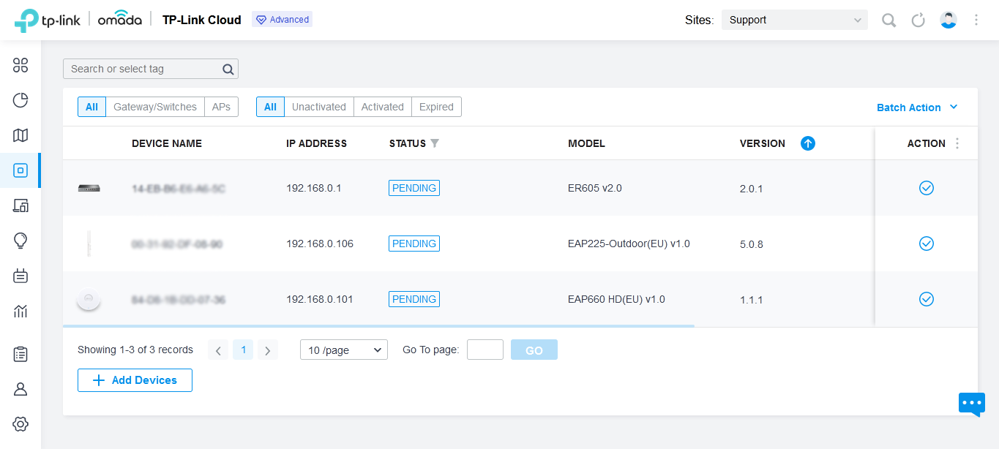 tp-link omada TP-Link Cloud Advanced Sites: Support
Search or select tag
All Gateway/Switches APs All Unactivated Activated Expired Batch Action
DEVICE NAME IP ADDRESS STATUS MODEL VERSION ACTION
192.168.0.1 PENDING ER605 v2.0 2.0.1
192.168.0.106 PENDING EAP225-Outdoor(EU) v1.0 5.0.8
192.168.0.101 PENDING EAP660 HD(EU) v1.0 1.1.1
Showing 1-3 of 3 records 1 10 /page Go To page: GO
Add Devices